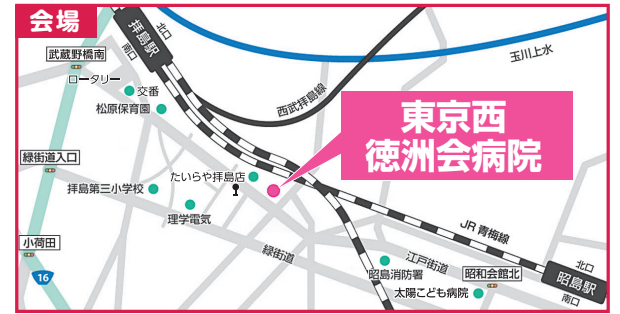 会場
拝島駅
北口
南口
武蔵野橋南
ロータリー
交番
松原保育園
西武拝島線
玉川上水
東京西
徳洲会病院
緑街道入口
たいらや拝島店
拝島第三小学校
理学電気
JR青梅線
小荷田
16
緑街道
江戸街道
昭島消防署
昭和会館北
太陽こども病院
北口
昭島駅
南口